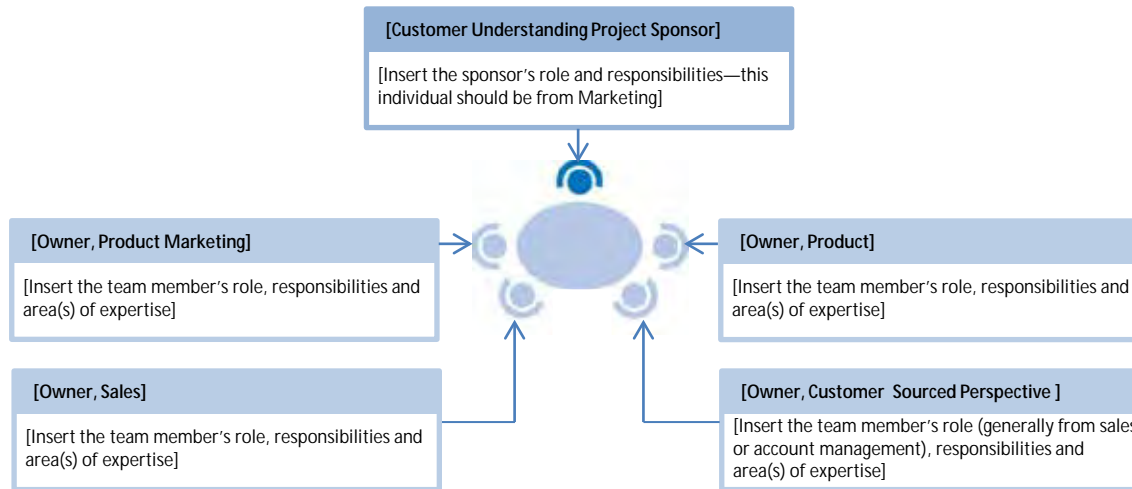 [Customer Understanding Project Sponsor]
[Insert the sponsor's role and responsibilities—this
individual should be from Marketing]
[Owner, Product Marketing]
[Insert the team member's role, responsibilities and
area(s) of expertise]
[Owner, Product]
[Insert the team member's role, responsibilities and
area(s) of expertise]
[Owner, Sales]
[Insert the team member's role, responsibilities and
area(s) of expertise]
[Owner, Customer Sourced Perspective ]
[Insert the team member's role (generally from sales
or account management), responsibilities and
area(s) of expertise]